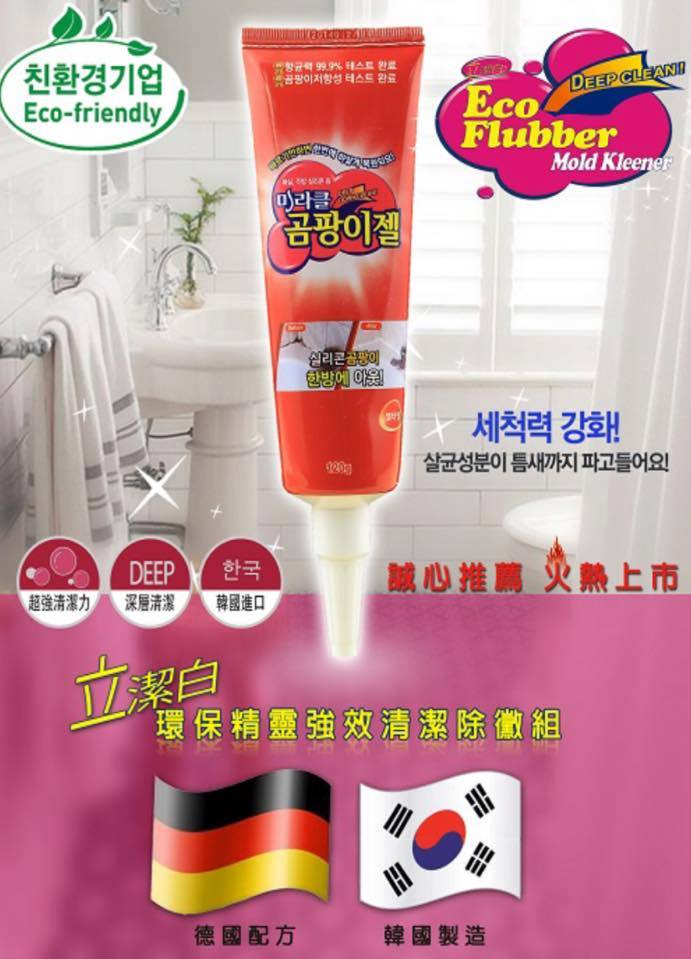 친환경기업
Eco-friendly
항균력 99.9% 테스트 완료
곰팡이저항성 테스트 완료
미라클
곰팡이젤
실리콘곰팡이
한방에 아웃!
120g
DEEP CLEAN!
Eco
Flubber
Mold Kleener
세척력 강화!
살균성분이 틈새까지 파고들어요!
超強清潔力
DEEP
深層清潔
한국
韓國進口
誠心推薦 火熱上市
立潔白
環保精靈強效清潔除黴組
德國配方
韓國製造